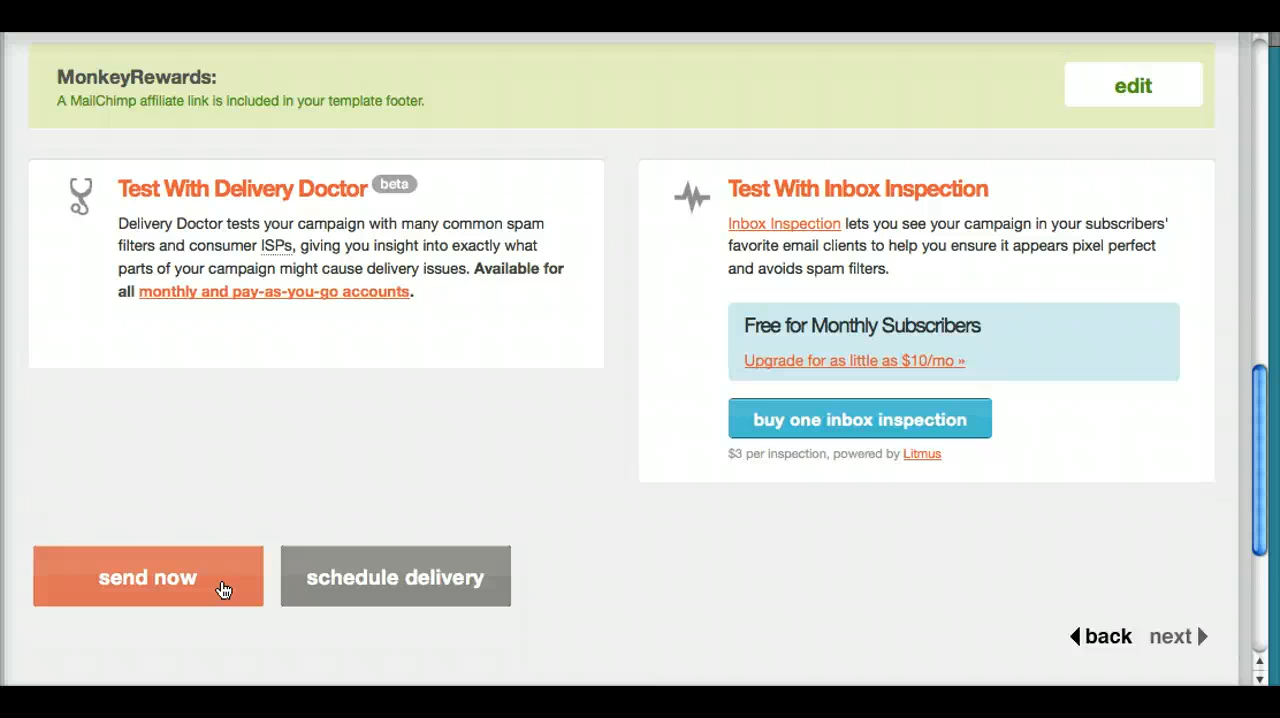 MonkeyRewards:
A MailChimp affiliate link is included in your template footer.
edit
Test With Delivery Doctor beta
Delivery Doctor tests your campaign with many common spam
filters and consumer ISPs, giving you insight into exactly what
parts of your campaign might cause delivery issues. Available for
all monthly and pay-as-you-go accounts.
Test With Inbox Inspection
Inbox Inspection lets you see your campaign in your subscribers'
favorite email clients to help you ensure it appears pixel perfect
and avoids spam filters.
Free for Monthly Subscribers
Upgrade for as little as $10/mo »
buy one inbox inspection
$3 per inspection, powered by Litmus
send now
schedule delivery
back next